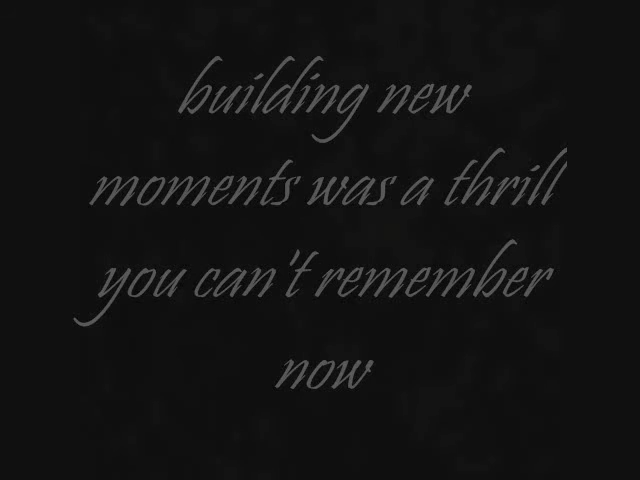 building new
moments was a thrill
you can't remember
now